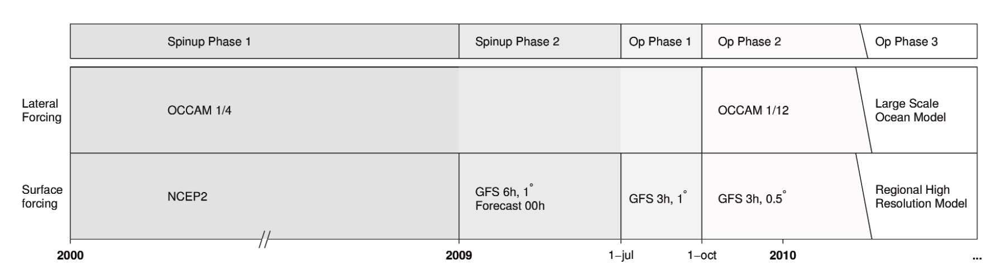 Spinup Phase 1
Spinup Phase 2
Op Phase 1
Op Phase 2
Op Phase 3
Lateral
Forcing
OCCAM 1/4
OCCAM 1/12
Large Scale
Ocean Model
Surface
forcing
NCEP2
GFS 6h, 1°
Forecast 00h
GFS 3h, 1°
GFS 3h, 0.5°
Regional High
Resolution Model
2000
2009
1−jul
1−oct
2010
...